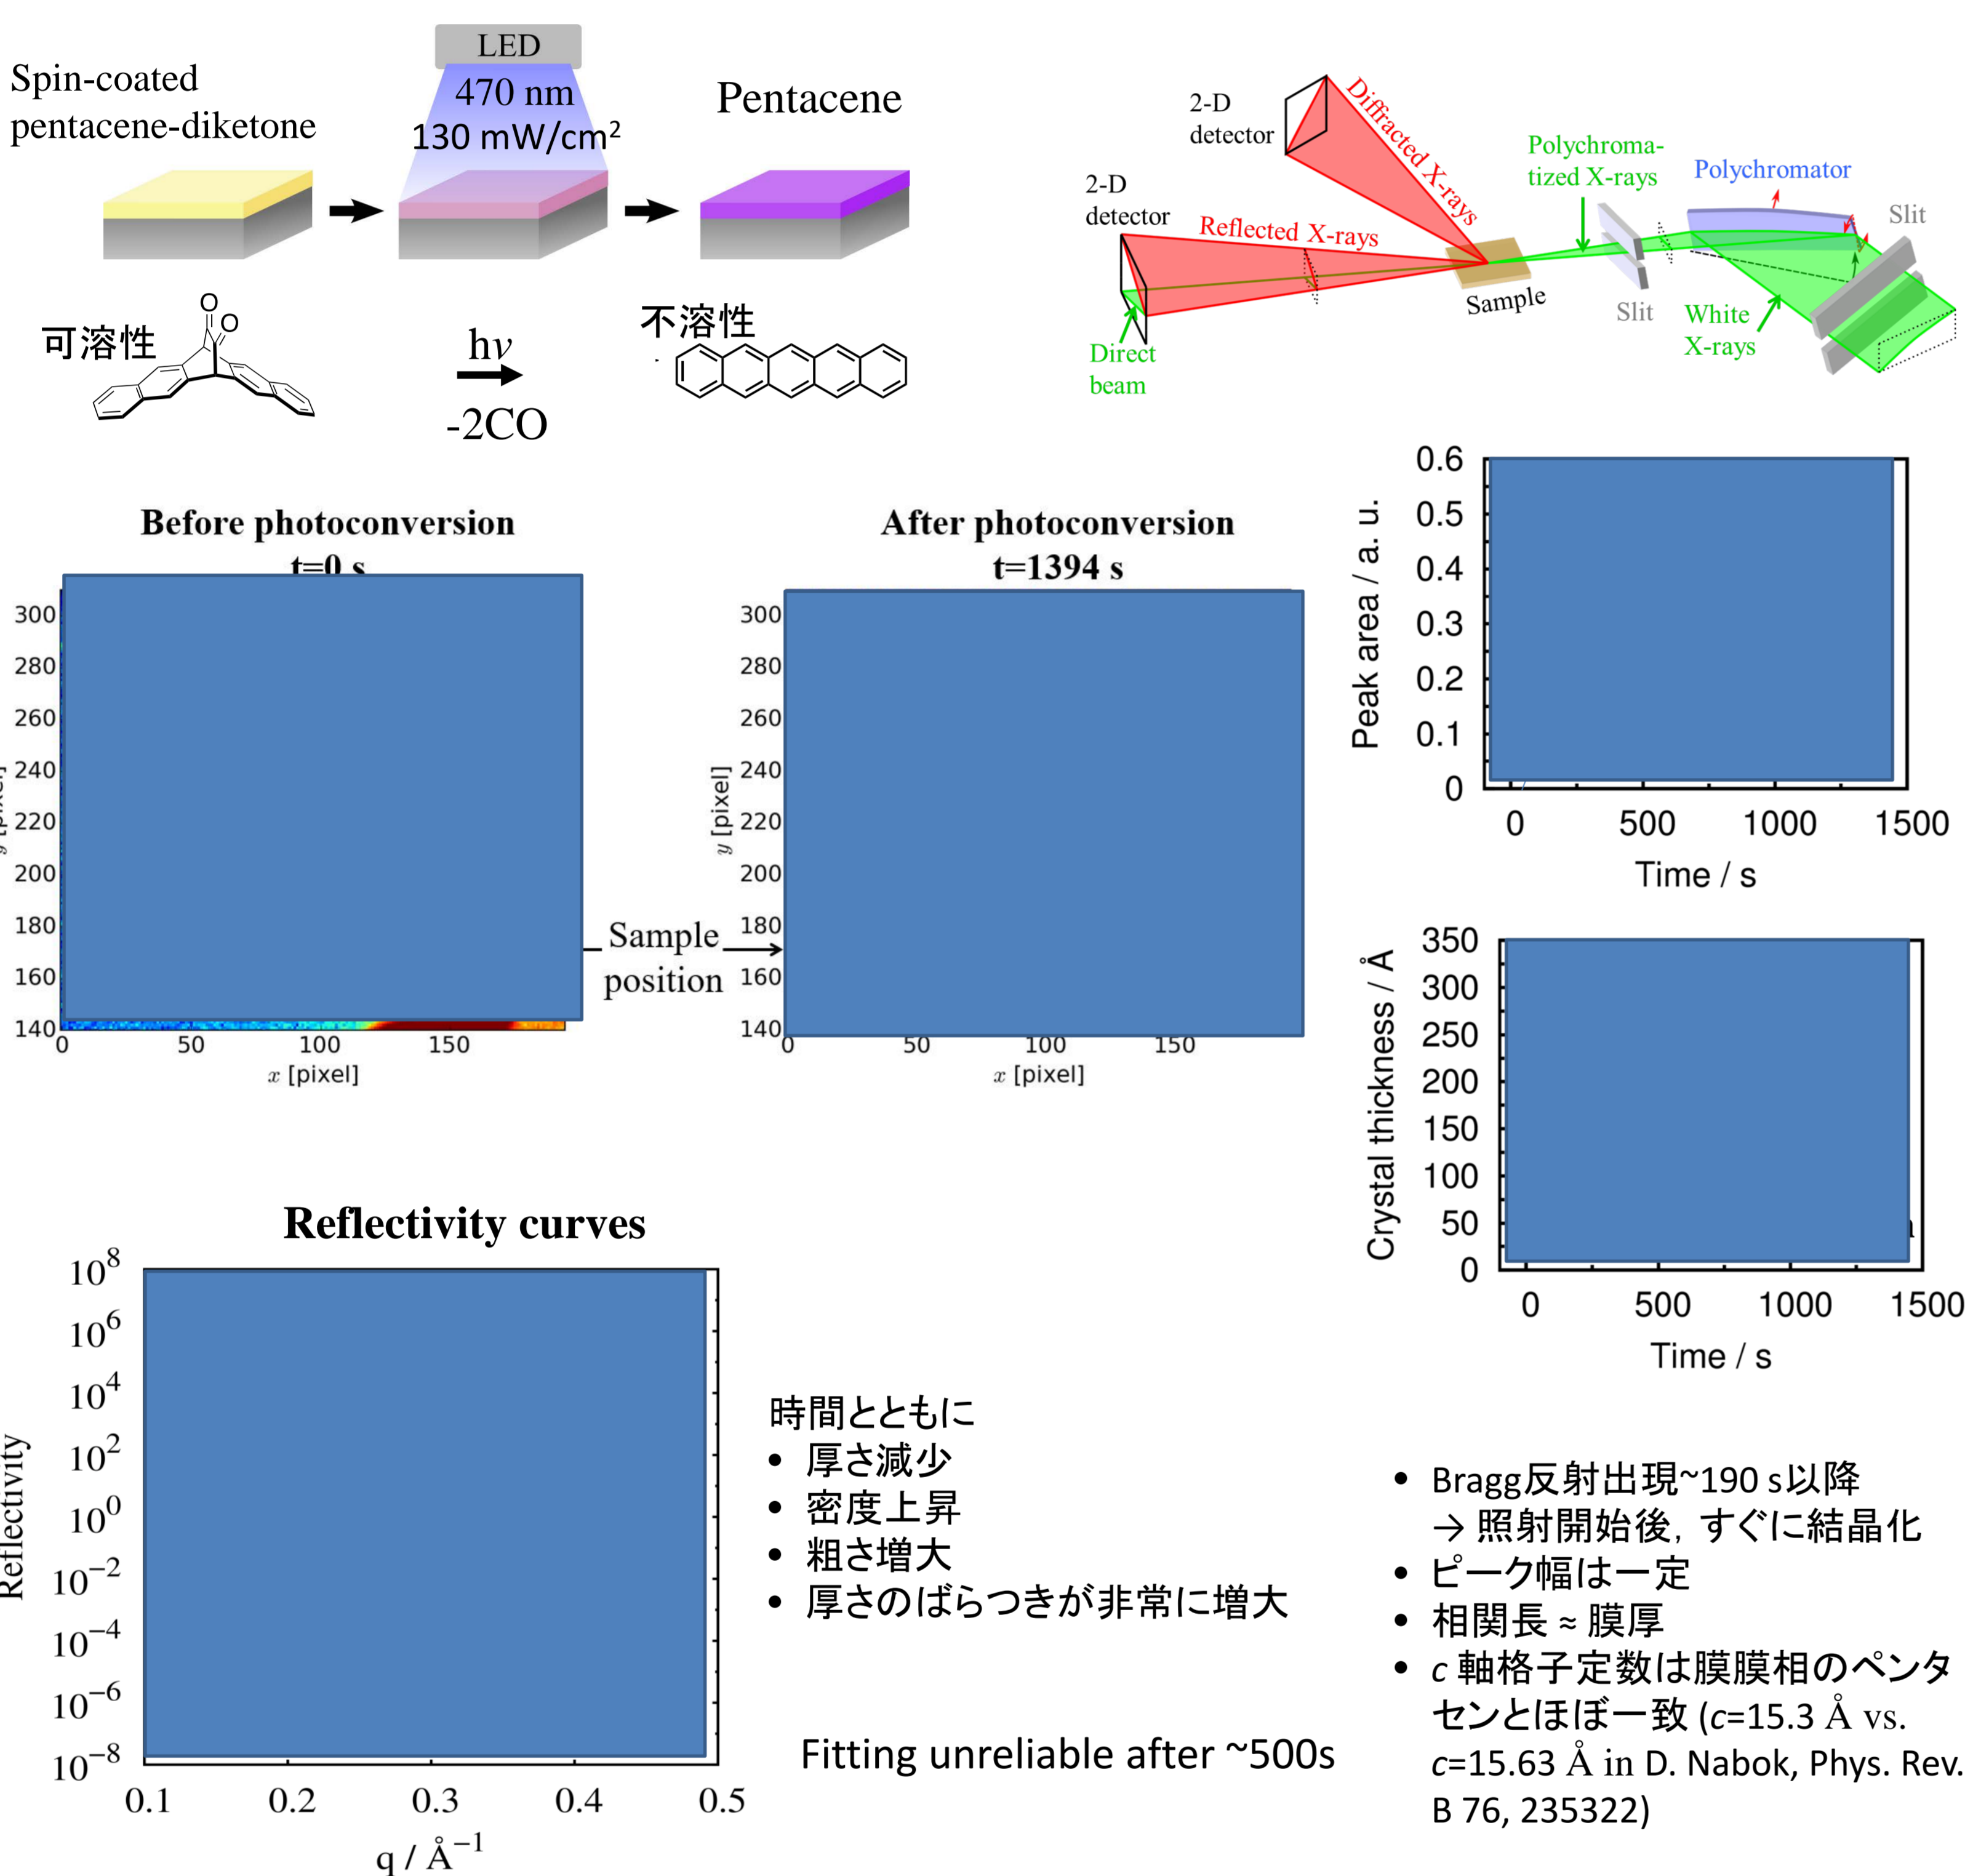 Spin-coated
pentacene-diketone
LED
470 nm
130 mW/cm²
Pentacene
可溶性
O
O
hν
-2CO
不溶性
2-D
detector
Diffracted X-rays
2-D
detector
Reflected X-rays
Direct
beam
Sample
Polychroma-
tized X-rays
Slit
Polychromator
White
X-rays
Slit
Before photoconversion
t=0 s
300
280
260
240
220
200
180
160
140
y [pixel]
0 50 100 150
x [pixel]
Sample
position
After photoconversion
t=1394 s
300
280
260
240
220
200
180
160
140
y [pixel]
0 50 100 150
x [pixel]
0.6
0.5
0.4
0.3
0.2
0.1
0
Peak area / a. u.
0 500 1000 1500
Time / s
350
300
250
200
150
100
50
0
Crystal thickness / Å
0 500 1000 1500
Time / s
Reflectivity curves
10⁸
10⁶
10⁴
10²
10⁰
10⁻²
10⁻⁴
10⁻⁶
10⁻⁸
Reflectivity
0.1 0.2 0.3 0.4 0.5
q / Å⁻¹
時間とともに
• 厚さ減少
• 密度上昇
• 粗さ増大
• 厚さのばらつきが非常に増大
Fitting unreliable after ~500s
• Bragg反射出現~190 s以降
→ 照射開始後，すぐに結晶化
• ピーク幅は一定
• 相関長 ≈ 膜厚
• c 軸格子定数は膜膜相のペンタ
センとほぼ一致 (c=15.3 Å vs.
c=15.63 Å in D. Nabok, Phys. Rev.
B 76, 235322)